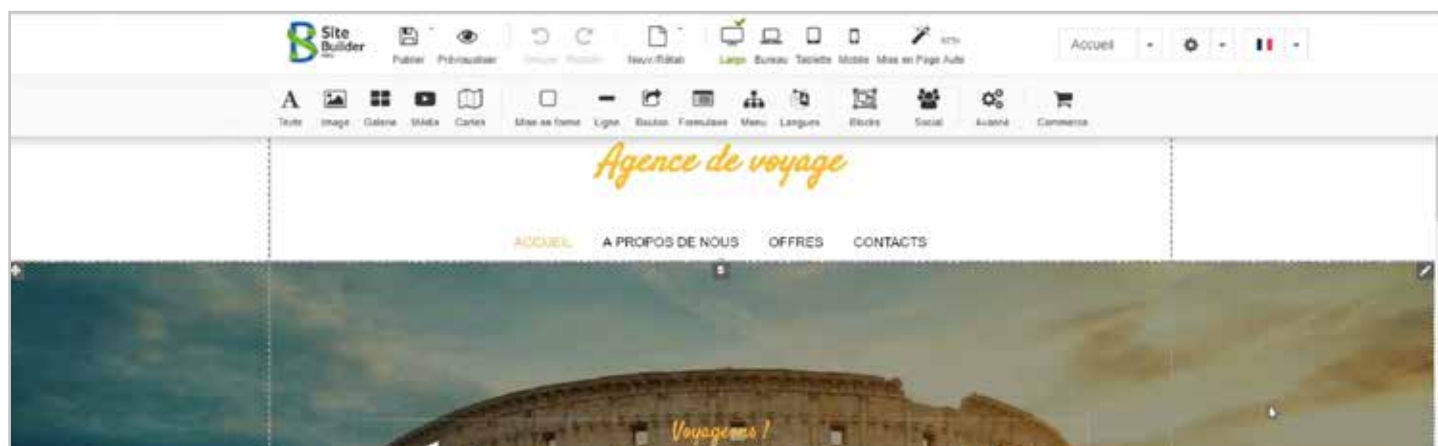 Site
Builder
Publier Prévisualiser Nouv./Rétab Large Bureau Tablette Mobile Mise en Page Auto
Accueil
Texte Image Galerie Média Cartes Mise en forme Ligne Bouton Formulaire Menu Langues Blocks Social Avancé Commerce
Agence de voyage
ACCUEIL A PROPOS DE NOUS OFFRES CONTACTS
Voyageons !